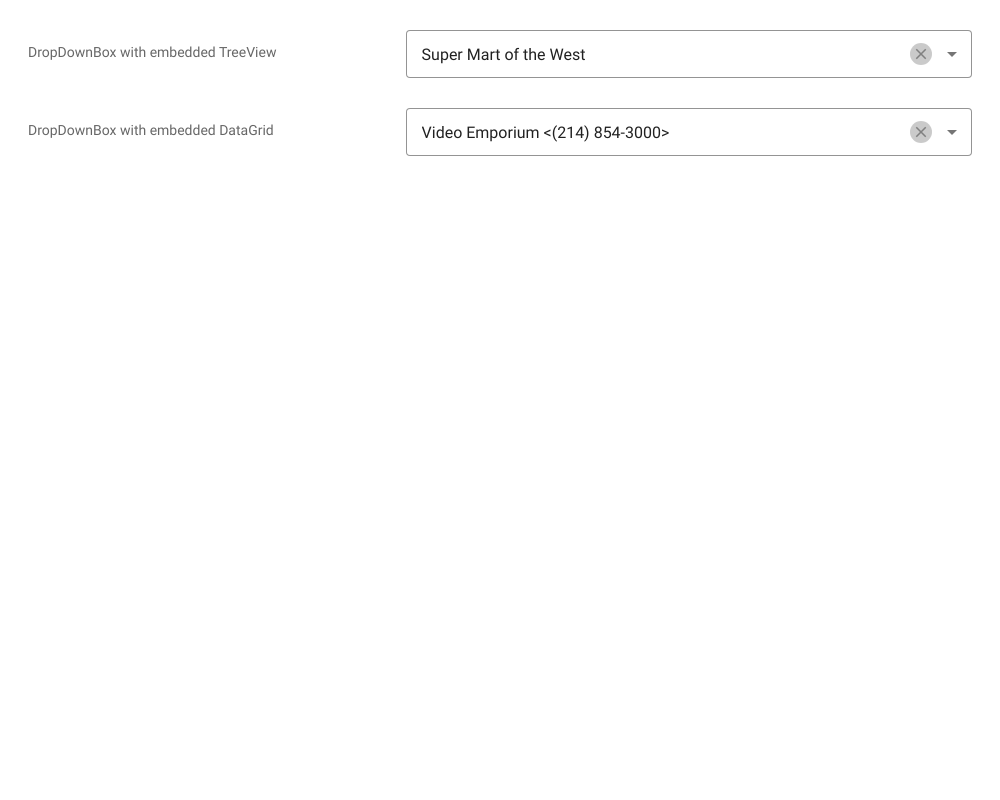 DropDownBox with embedded TreeView
Super Mart of the West
DropDownBox with embedded DataGrid
Video Emporium <(214) 854-3000>